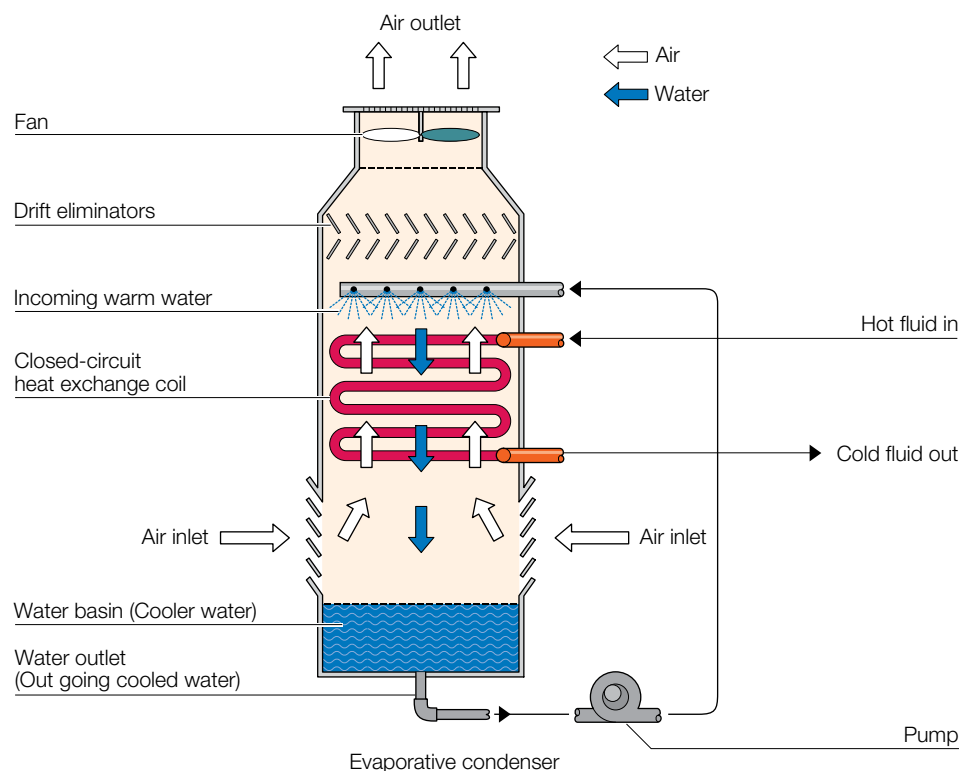 Air outlet
Air
Water
Fan
Drift eliminators
Incoming warm water
Hot fluid in
Closed-circuit
heat exchange coil
Cold fluid out
Air inlet
Air inlet
Water basin (Cooler water)
Water outlet
(Out going cooled water)
Pump
Evaporative condenser